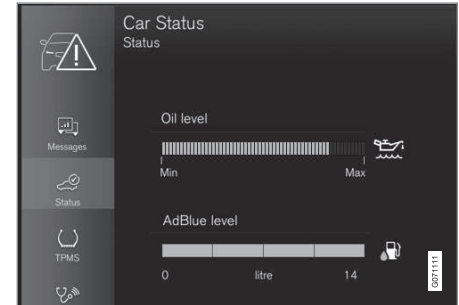 Car Status
Status
Messages
Status
TPMS
Oil level
Min Max
AdBlue level
0 litre 14
G071111